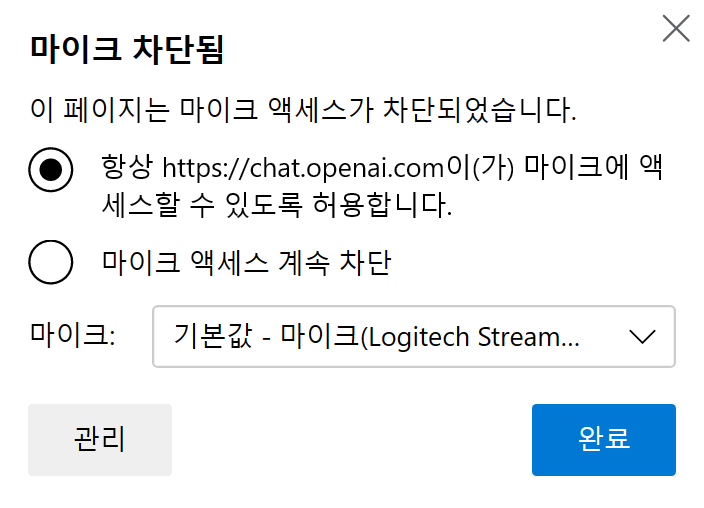 마이크 차단됨
이 페이지는 마이크 액세스가 차단되었습니다.
항상 https://chat.openai.com이(가) 마이크에 액
세스할 수 있도록 허용합니다.
마이크 액세스 계속 차단
마이크: 기본값 - 마이크(Logitech Stream...
관리 완료